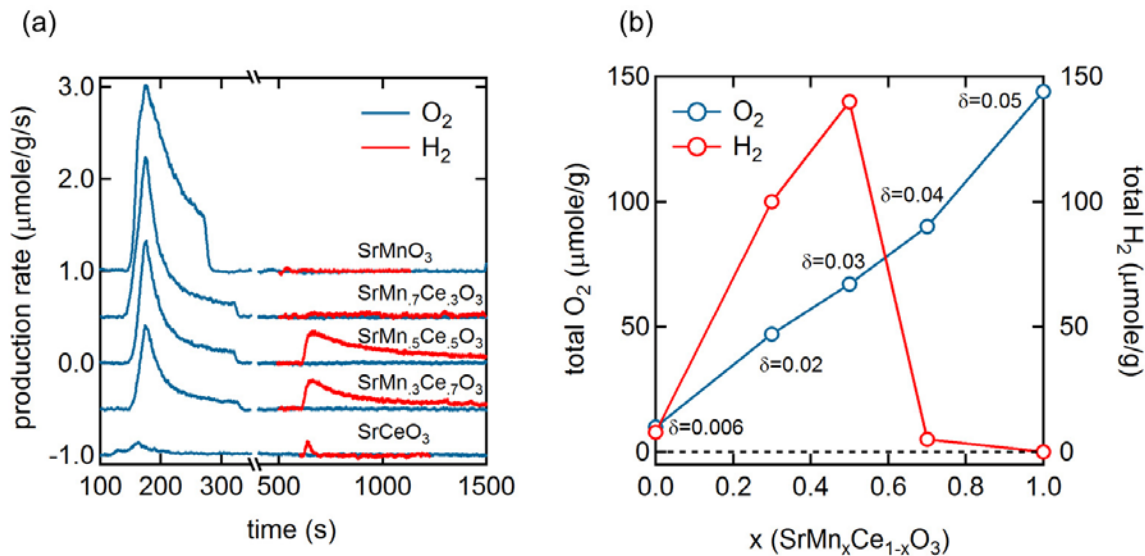 (a)
production rate (μmole/g/s)
3.0
2.0
1.0
0.0
-1.0
O₂
H₂
SrMnO₃
SrMn.₇Ce.₃O₃
SrMn.₅Ce.₅O₃
SrMn.₃Ce.₇O₃
SrCeO₃
100 200 300 500 1000 1500
time (s)
(b)
total O₂ (μmole/g)
150
100
50
0
O₂
H₂
δ=0.05
δ=0.04
δ=0.03
δ=0.02
δ=0.006
150
100
50
0
total H₂ (μmole/g)
0.0 0.2 0.4 0.6 0.8 1.0
x (SrMnₓCe₁₋ₓO₃)